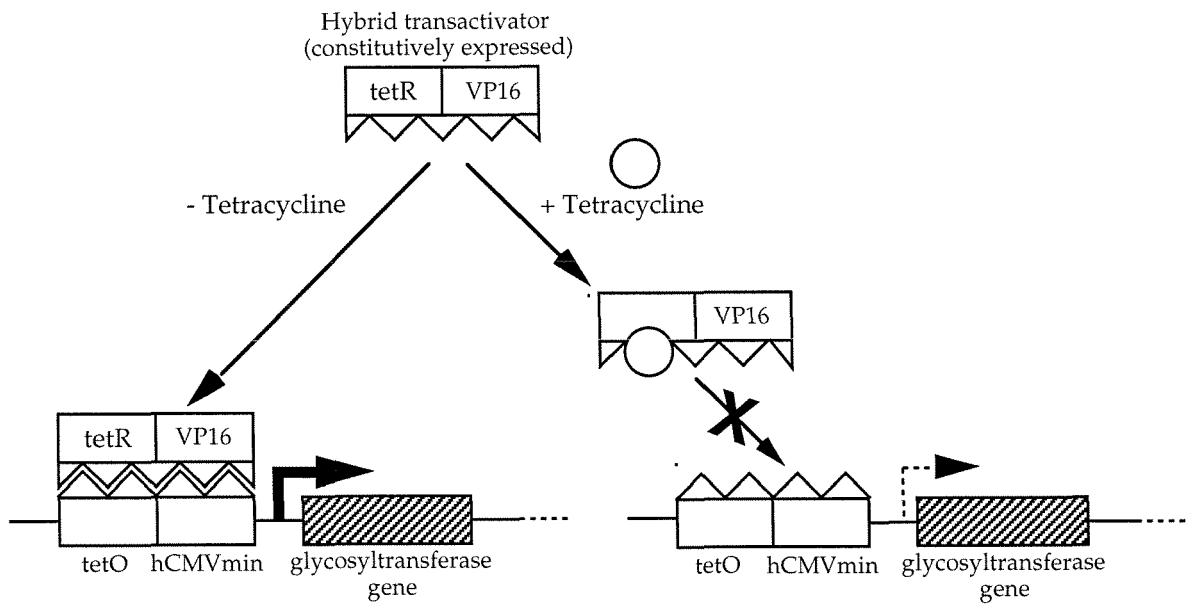 Hybrid transactivator
(constitutively expressed)
tetR VP16
- Tetracycline
+ Tetracycline
VP16
tetR VP16
tetO hCMVmin glycosyltransferase
gene
tetO hCMVmin glycosyltransferase
gene